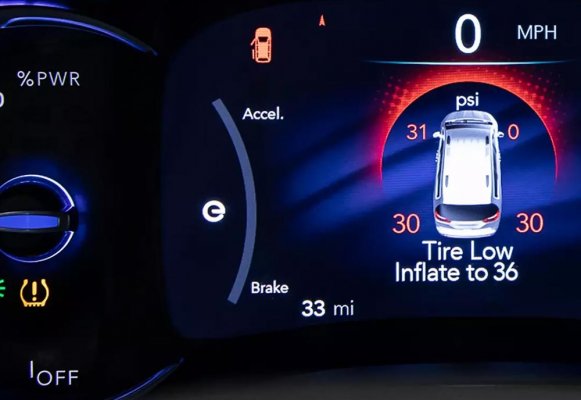 0 MPH
%PWR
psi
Accel.
31 0
30 30
Tire Low
Inflate to 36
Brake
33 mi
OFF